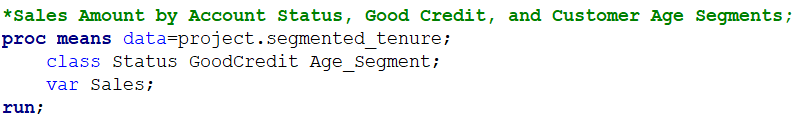 *Sales Amount by Account Status, Good Credit, and Customer Age Segments;
proc means data=project.segmented_tenure;
    class Status GoodCredit Age_Segment;
    var Sales;
run;